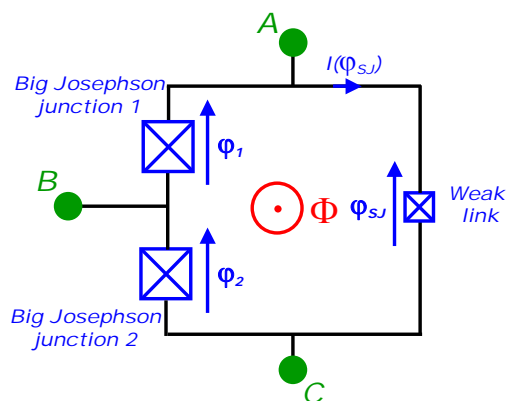 A
I(φSJ)
Big Josephson
junction 1
φ1
B
Φ
φSJ
Weak
link
φ2
Big Josephson
junction 2
C